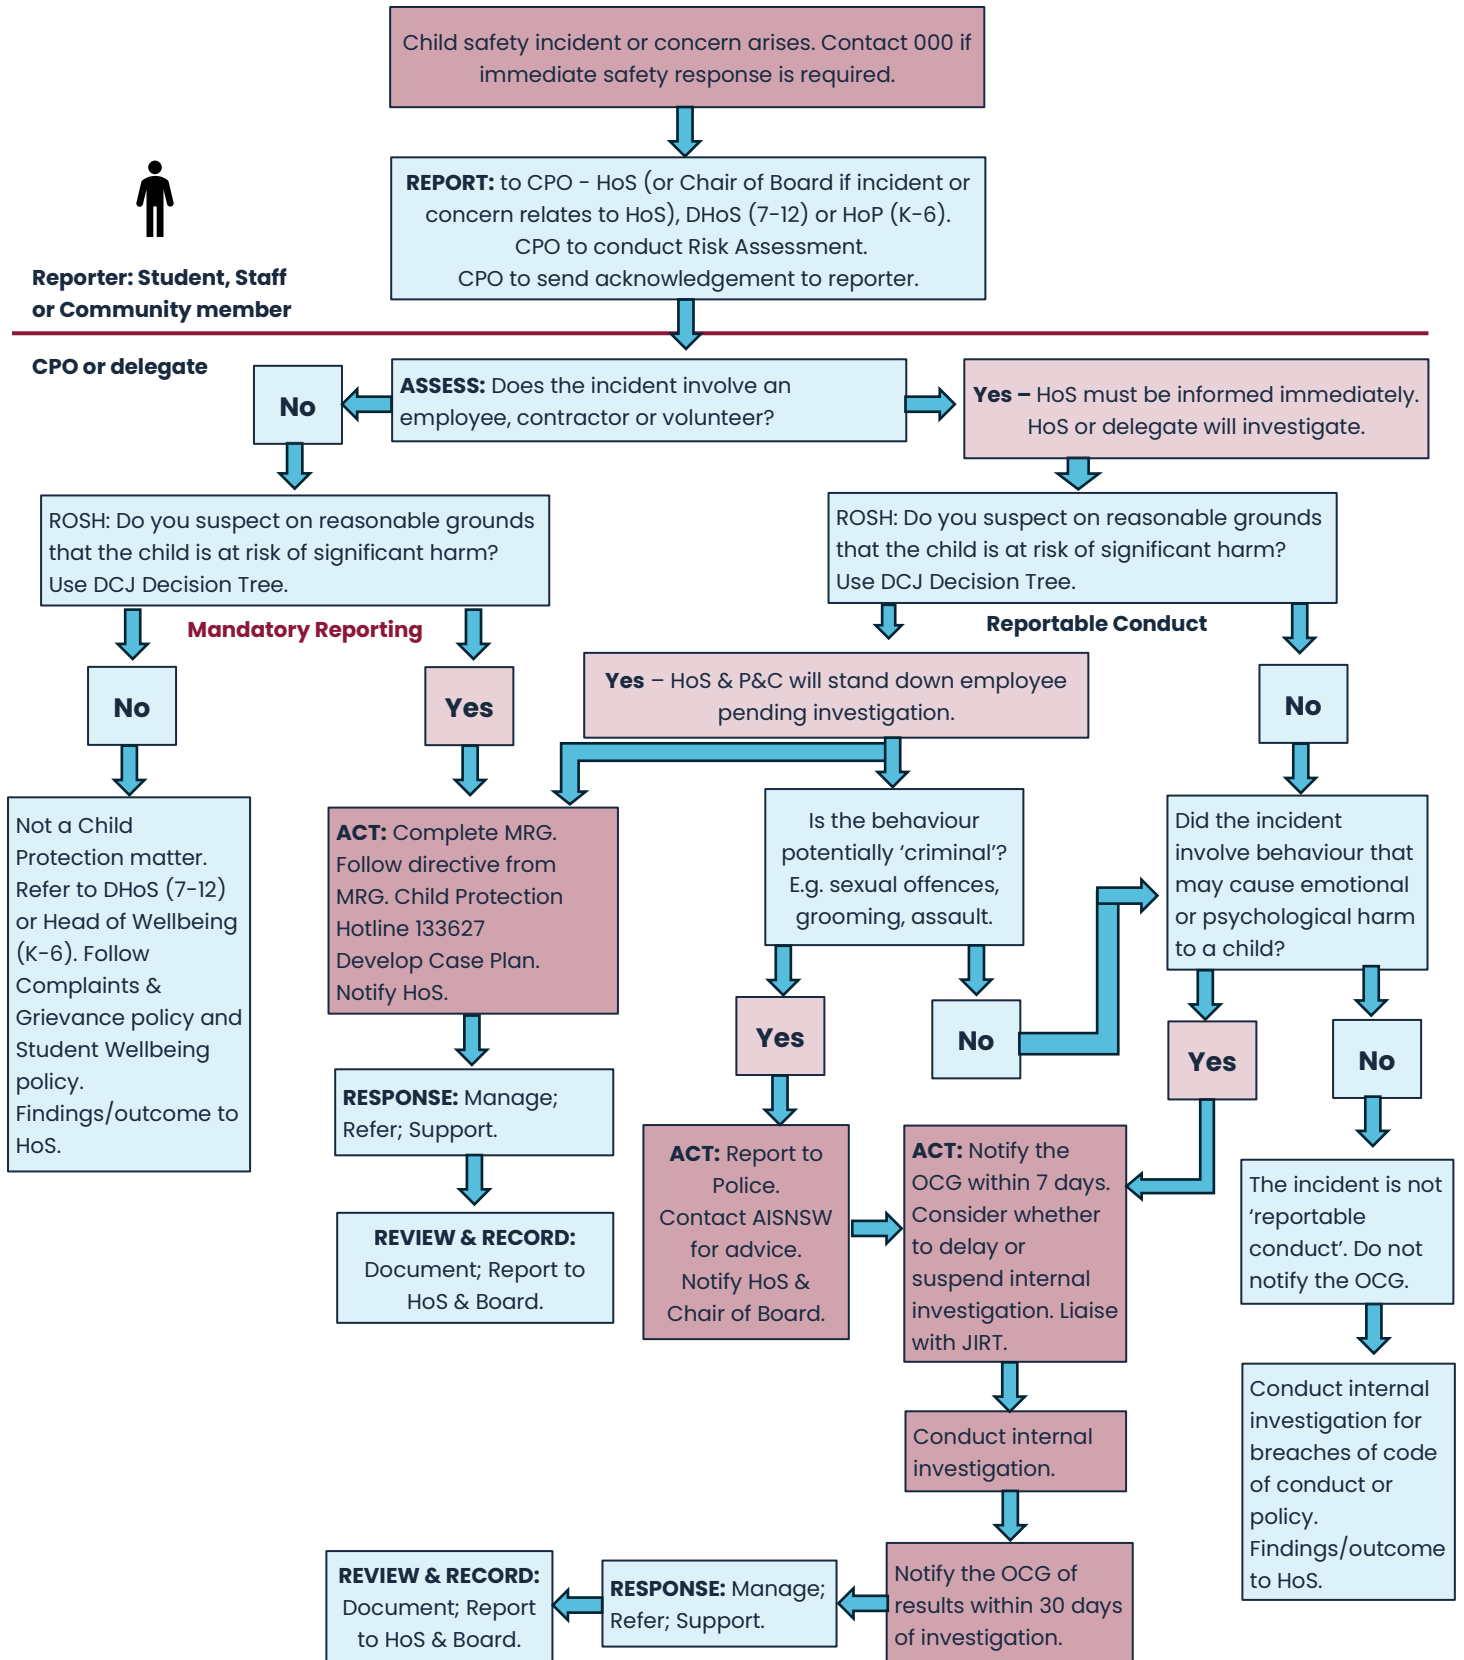 Child safety incident or concern arises. Contact 000 if
immediate safety response is required.
REPORT: to CPO - HoS (or Chair of Board if incident or
concern relates to HoS), DHoS (7-12) or HoP (K-6).
CPO to conduct Risk Assessment.
CPO to send acknowledgement to reporter.
Reporter: Student, Staff
or Community member
CPO or delegate
No
ASSESS: Does the incident involve an
employee, contractor or volunteer?
Yes – HoS must be informed immediately.
HoS or delegate will investigate.
ROSH: Do you suspect on reasonable grounds
that the child is at risk of significant harm?
Use DCJ Decision Tree.
ROSH: Do you suspect on reasonable grounds
that the child is at risk of significant harm?
Use DCJ Decision Tree.
Mandatory Reporting
Reportable Conduct
No
Yes
Yes – HoS & P&C will stand down employee
pending investigation.
No
Not a Child
Protection matter.
Refer to DHoS (7-12)
or Head of Wellbeing
(K-6). Follow
Complaints &
Grievance policy and
Student Wellbeing
policy.
Findings/outcome to
HoS.
ACT: Complete MRG.
Follow directive from
MRG. Child Protection
Hotline 133627
Develop Case Plan.
Notify HoS.
Is the behaviour
potentially ‘criminal’?
E.g. sexual offences,
grooming, assault.
Did the incident
involve behaviour that
may cause emotional
or psychological harm
to a child?
Yes
No
Yes
No
RESPONSE: Manage;
Refer; Support.
REVIEW & RECORD:
Document; Report to
HoS & Board.
ACT: Report to
Police.
Contact AISNSW
for advice.
Notify HoS &
Chair of Board.
ACT: Notify the
OCG within 7 days.
Consider whether
to delay or
suspend internal
investigation. Liaise
with JIRT.
The incident is not
‘reportable
conduct’. Do not
notify the OCG.
Conduct internal
investigation.
Conduct internal
investigation for
breaches of code
of conduct or
policy.
Findings/outcome
to HoS.
REVIEW & RECORD:
Document; Report
to HoS & Board.
RESPONSE: Manage;
Refer; Support.
Notify the OCG of
results within 30 days
of investigation.